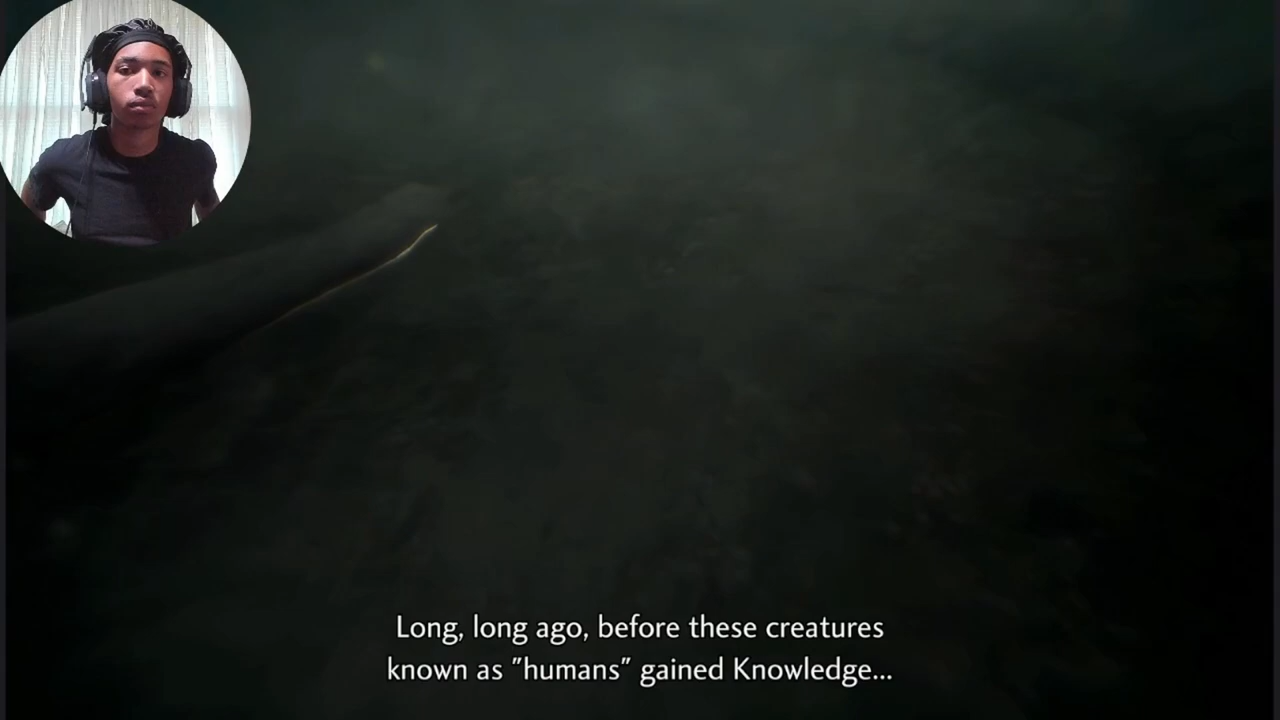 Long, long ago, before these creatures
known as "humans" gained Knowledge...